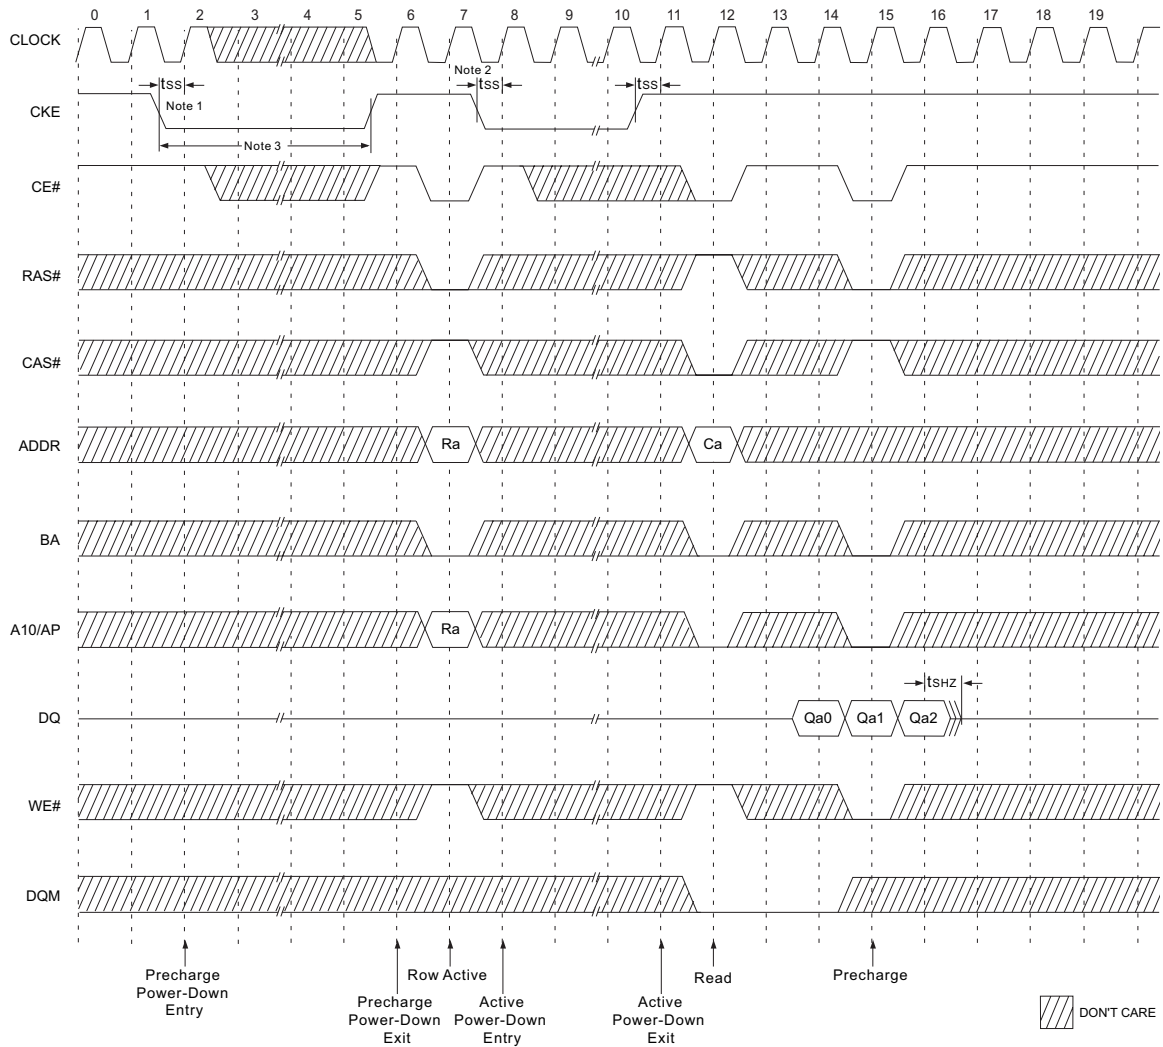 0 1 2 3 4 5 6 7 8 9 10 11 12 13 14 15 16 17 18 19
CLOCK
Note 2
tSS
tSS
tSS
CKE
Note 1
Note 3
CE#
RAS#
CAS#
ADDR
Ra
Ca
BA
A10/AP
Ra
tSHZ
DQ
Qa0
Qa1
Qa2
WE#
DQM
Precharge
Power-Down
Entry
Row Active
Precharge
Power-Down
Exit
Active
Power-Down
Entry
Active
Power-Down
Exit
Read
Precharge
DON'T CARE